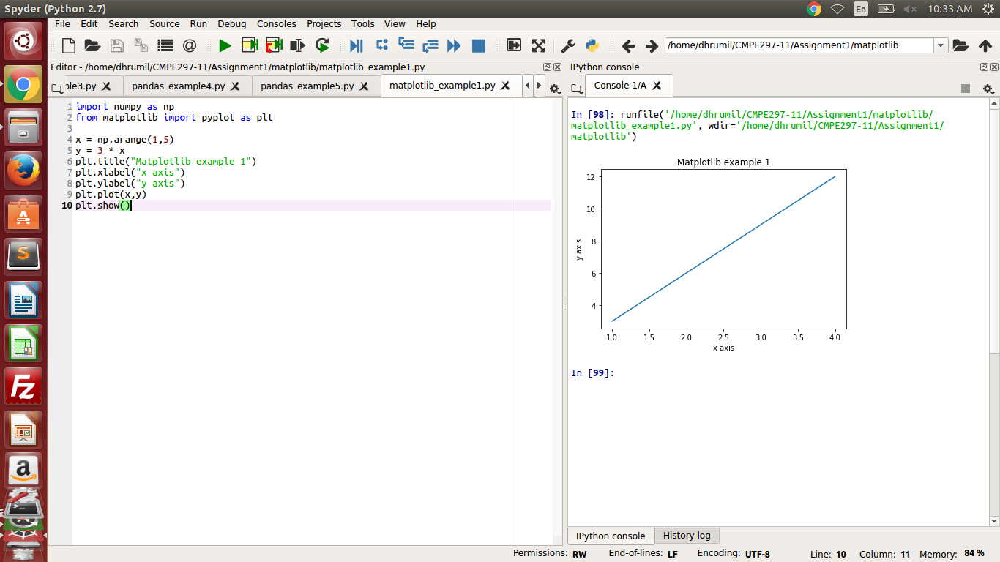 Spyder (Python 2.7)
En
10:33 AM
File Edit Search Source Run Debug Consoles Projects Tools View Help
/home/dhrumil/CMPE297-11/Assignment1/matplotlib
Editor - /home/dhrumil/CMPE297-11/Assignment1/matplotlib/matplotlib_example1.py
ple3.py pandas_example4.py pandas_example5.py matplotlib_example1.py
1 import numpy as np
2 from matplotlib import pyplot as plt
3
4 x = np.arange(1,5)
5 y = 3 * x
6 plt.title("Matplotlib example 1")
7 plt.xlabel("x axis")
8 plt.ylabel("y axis")
9 plt.plot(x,y)
10 plt.show()
IPython console
Console 1/A
In [98]: runfile('/home/dhrumil/CMPE297-11/Assignment1/matplotlib/
matplotlib_example1.py', wdir='/home/dhrumil/CMPE297-11/Assignment1/
matplotlib')
Matplotlib example 1
12
10
8
6
4
y axis
1.0 1.5 2.0 2.5 3.0 3.5 4.0
x axis
In [99]:
IPython console History log
Permissions: RW End-of-lines: LF Encoding: UTF-8 Line: 10 Column: 11 Memory: 84 %
A
S
Fz
a